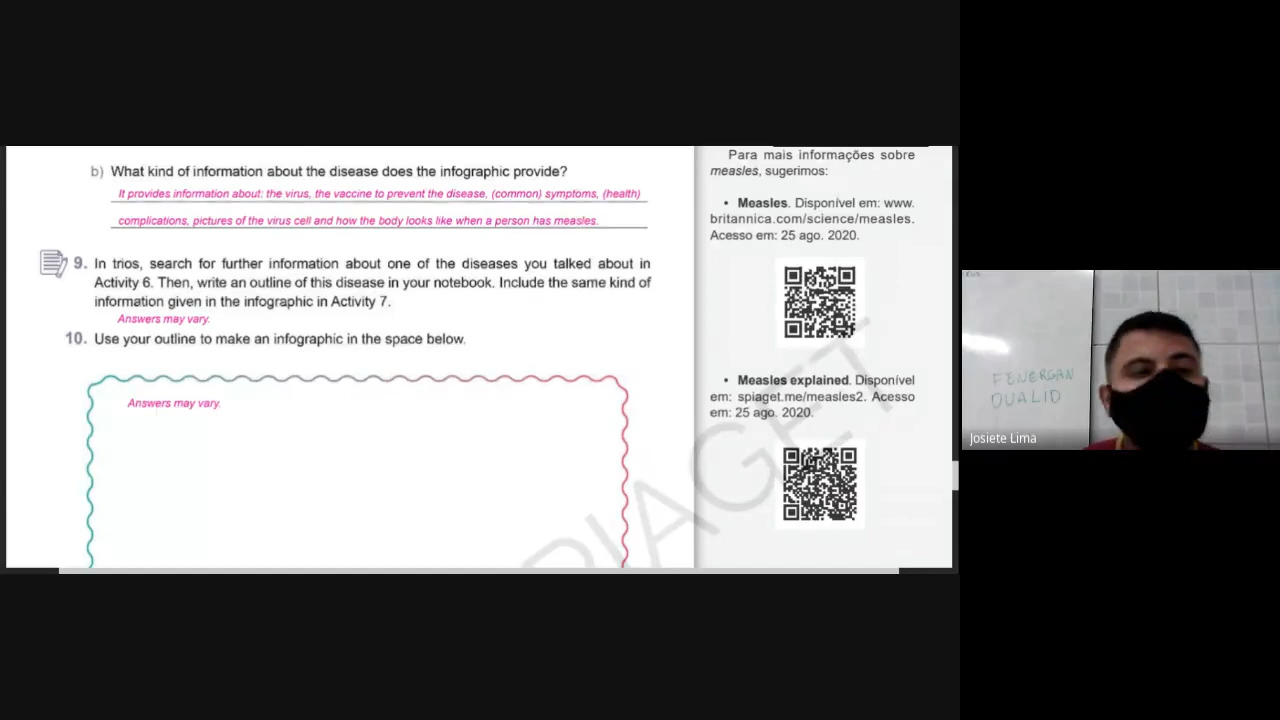 b) What kind of information about the disease does the infographic provide?
It provides information about: the virus, the vaccine to prevent the disease, (common) symptoms, (health)
complications, pictures of the virus cell and how the body looks like when a person has measles.
9. In trios, search for further information about one of the diseases you talked about in
Activity 6. Then, write an outline of this disease in your notebook. Include the same kind of
information given in the infographic in Activity 7.
Answers may vary.
10. Use your outline to make an infographic in the space below.
Answers may vary.
PIAGET
Para mais informações sobre
measles, sugerimos:
• Measles. Disponível em: www.
britannica.com/science/measles.
Acesso em: 25 ago. 2020.
• Measles explained. Disponível
em: spiaget.me/measles2. Acesso
em: 25 ago. 2020.
FENERGAN
DUALID
Josiete Lima